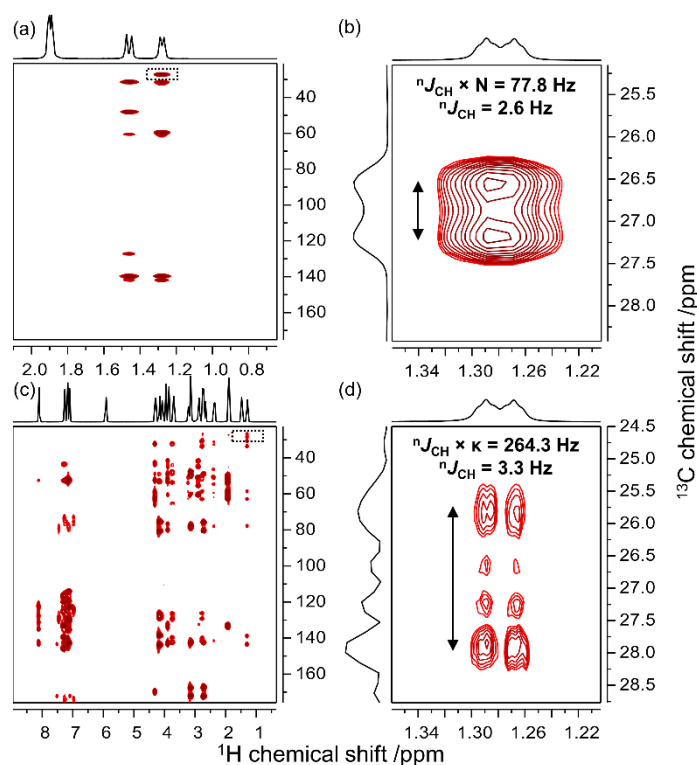 (a)
40
60
80
100
120
140
160
2.0 1.8 1.6 1.4 1.2 1.0 0.8
(b)
ⁿJCH × N = 77.8 Hz
ⁿJCH = 2.6 Hz
25.5
26.0
26.5
27.0
27.5
28.0
1.34 1.30 1.26 1.22
(c)
40
60
80
100
120
140
160
8 7 6 5 4 3 2 1
(d)
ⁿJCH × κ = 264.3 Hz
ⁿJCH = 3.3 Hz
24.5
25.0
25.5
26.0
26.5
27.0
27.5
28.0
28.5
1.34 1.30 1.26 1.22
¹³C chemical shift /ppm
¹H chemical shift /ppm